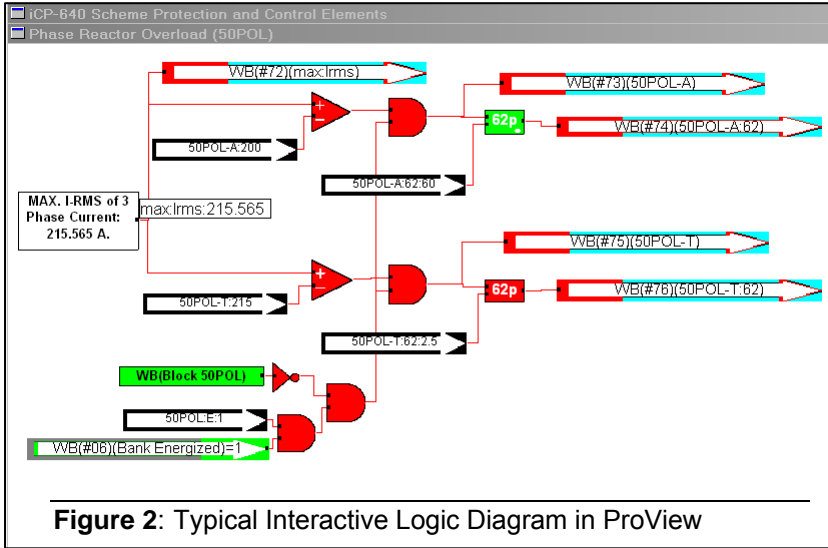 iCP-640 Scheme Protection and Control Elements
Phase Reactor Overload (50POL)
WB(#72)(max:Irms)
WB(#73)(50POL-A)
+
−
62p
WB(#74)(50POL-A:62)
50POL-A:200
50POL-A:62:60
MAX. I-RMS of 3
Phase Current:
215.565 A.
max:Irms:215.565
WB(#75)(50POL-T)
+
−
62p
WB(#76)(50POL-T:62)
50POL-T:215
50POL-T:62:2.5
WB(Block 50POL)
50POL:E:1
WB(#06)(Bank Energized)=1
Figure 2: Typical Interactive Logic Diagram in ProView